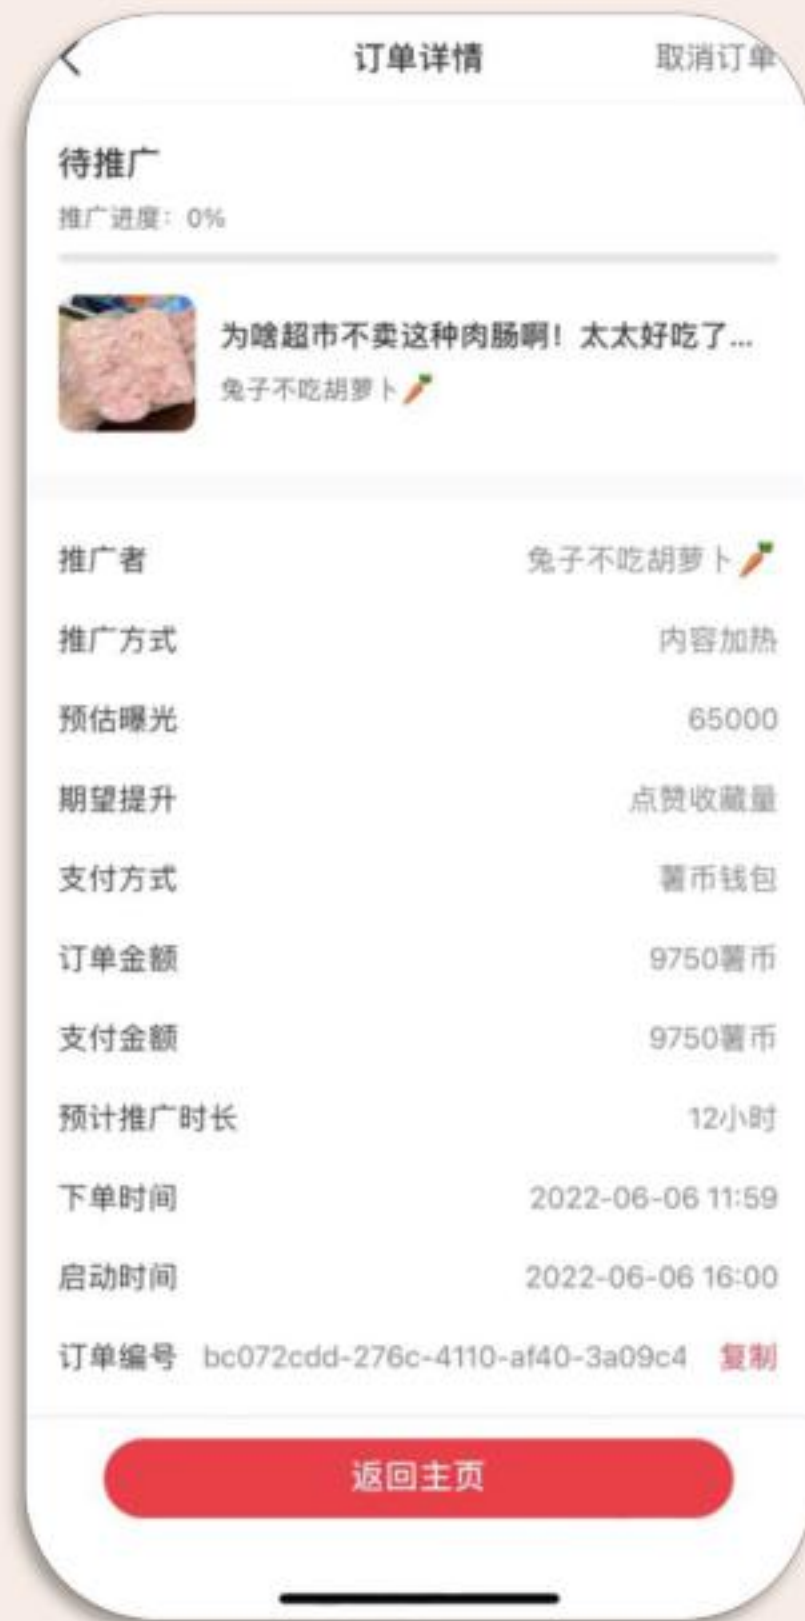 订单详情 取消订单
待推广
推广进度：0%
为啥超市不卖这种肉肠啊！太太好吃了...
兔子不吃胡萝卜🥕
推广者 兔子不吃胡萝卜🥕
推广方式 内容加热
预估曝光 65000
期望提升 点赞收藏量
支付方式 薯币钱包
订单金额 9750薯币
支付金额 9750薯币
预计推广时长 12小时
下单时间 2022-06-06 11:59
启动时间 2022-06-06 16:00
订单编号 bc072cdd-276c-4110-af40-3a09c4 复制
返回主页